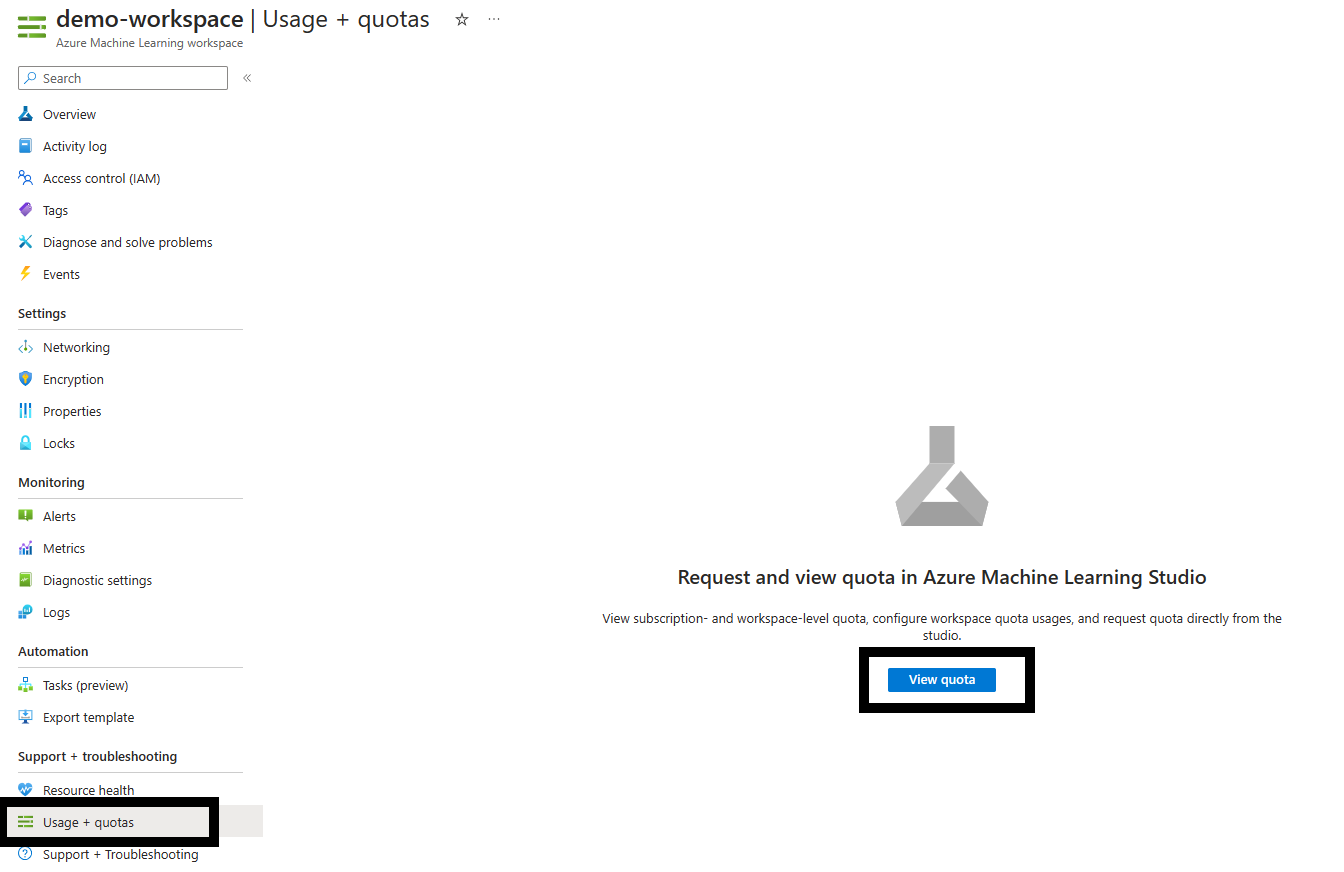 demo-workspace | Usage + quotas
Azure Machine Learning workspace
Search
Overview
Activity log
Access control (IAM)
Tags
Diagnose and solve problems
Events
Settings
Networking
Encryption
Properties
Locks
Monitoring
Alerts
Metrics
Diagnostic settings
Logs
Automation
Tasks (preview)
Export template
Support + troubleshooting
Resource health
Usage + quotas
Support + Troubleshooting
Request and view quota in Azure Machine Learning Studio
View subscription- and workspace-level quota, configure workspace quota usages, and request quota directly from the
studio.
View quota